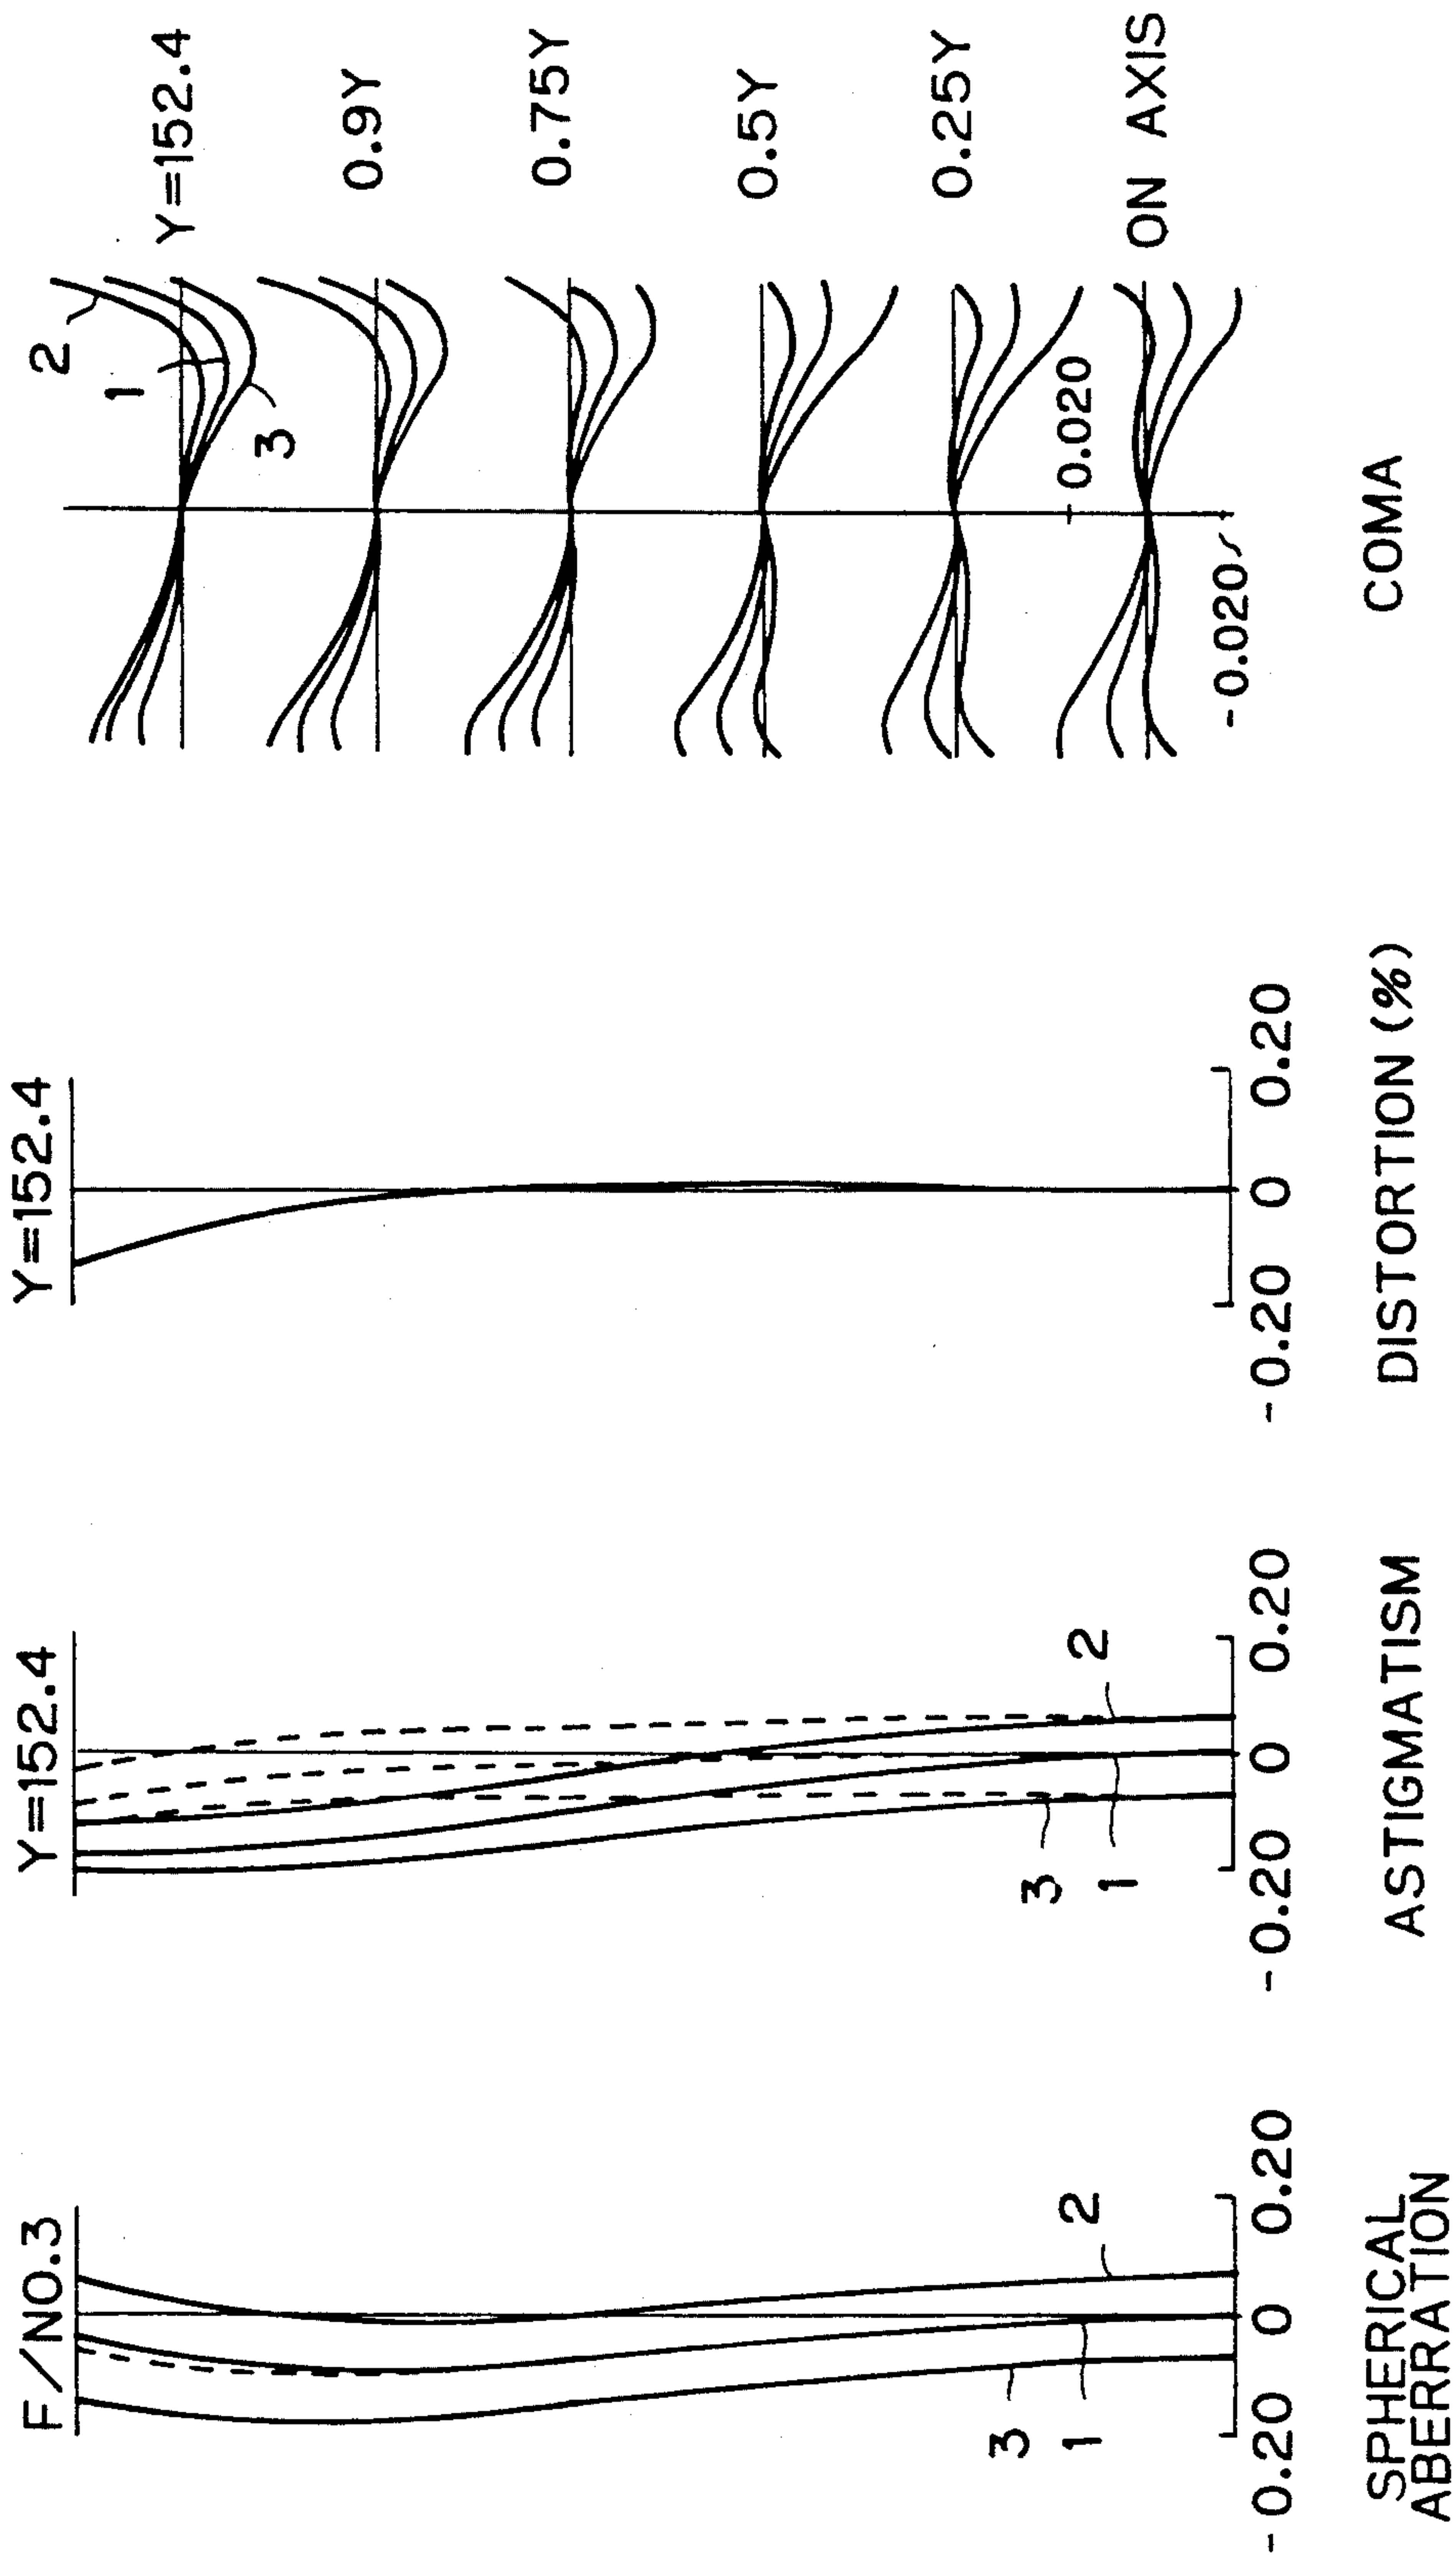 F/NO.3
2
3
1
-0.20 0 0.20
SPHERICAL
ABERRATION
Y=152.4
2
3
1
-0.20 0 0.20
ASTIGMATISM
Y=152.4
-0.20 0 0.20
DISTORTION (%)
2
1
3
Y=152.4
0.9Y
0.75Y
0.5Y
0.25Y
0.020
ON AXIS
-0.020
COMA